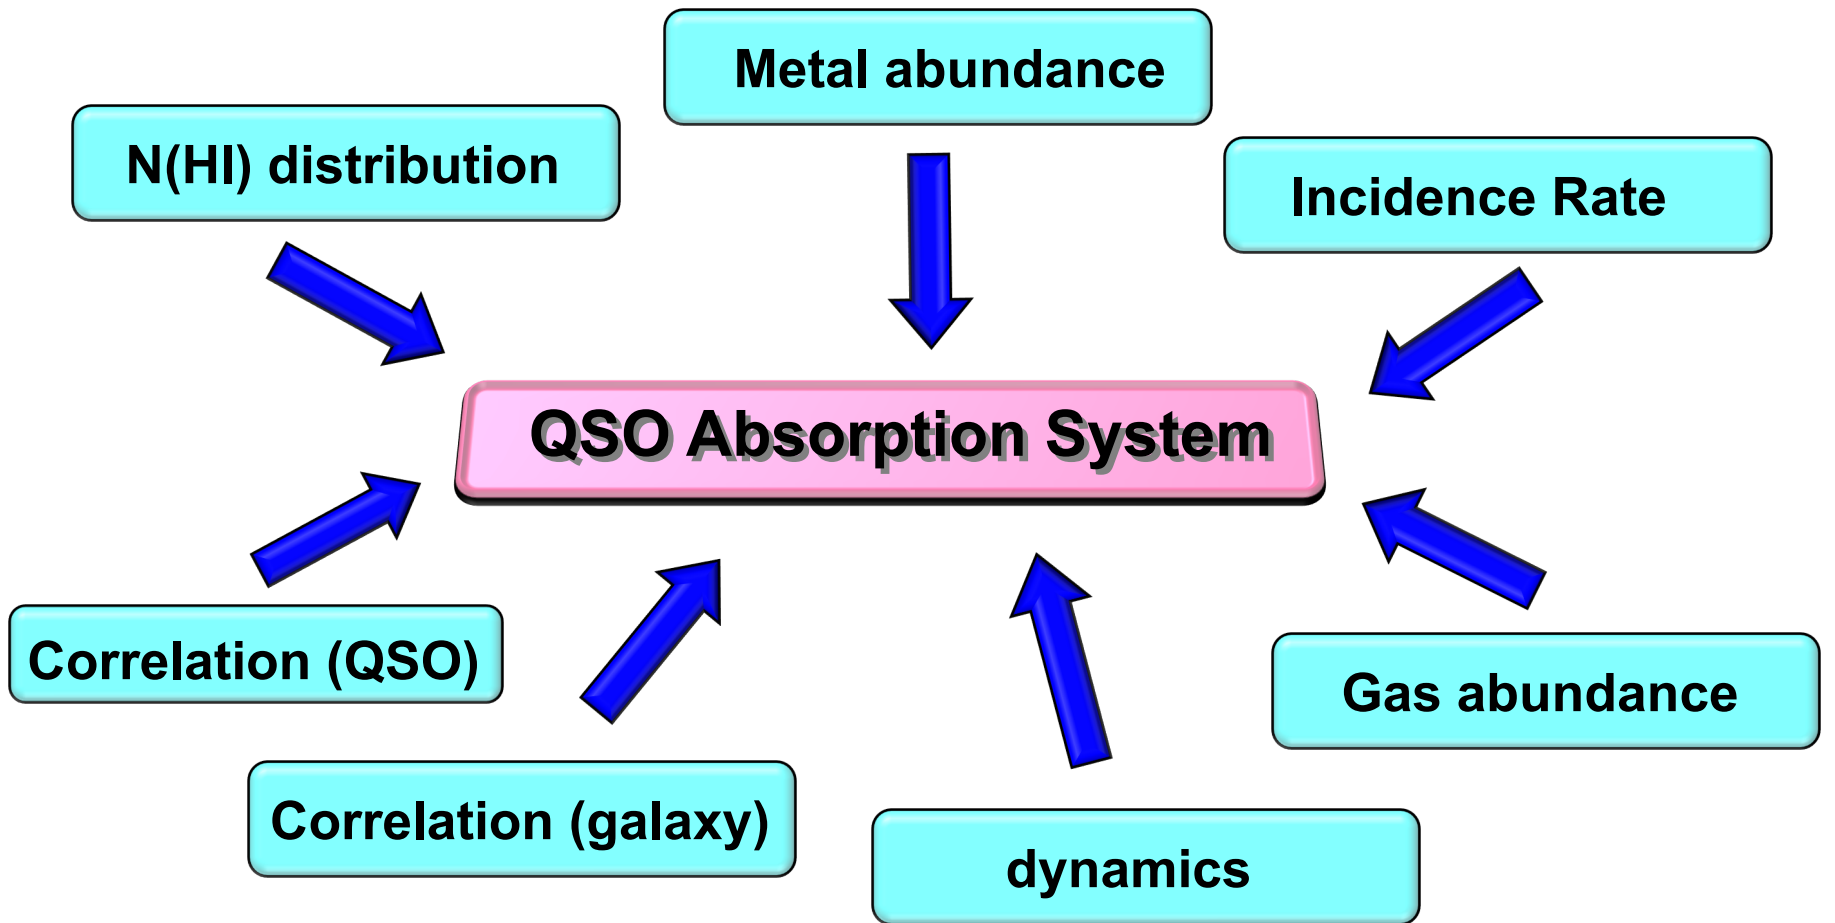 Metal abundance
N(HI) distribution
Incidence Rate
QSO Absorption System
Correlation (QSO)
Gas abundance
Correlation (galaxy)
dynamics